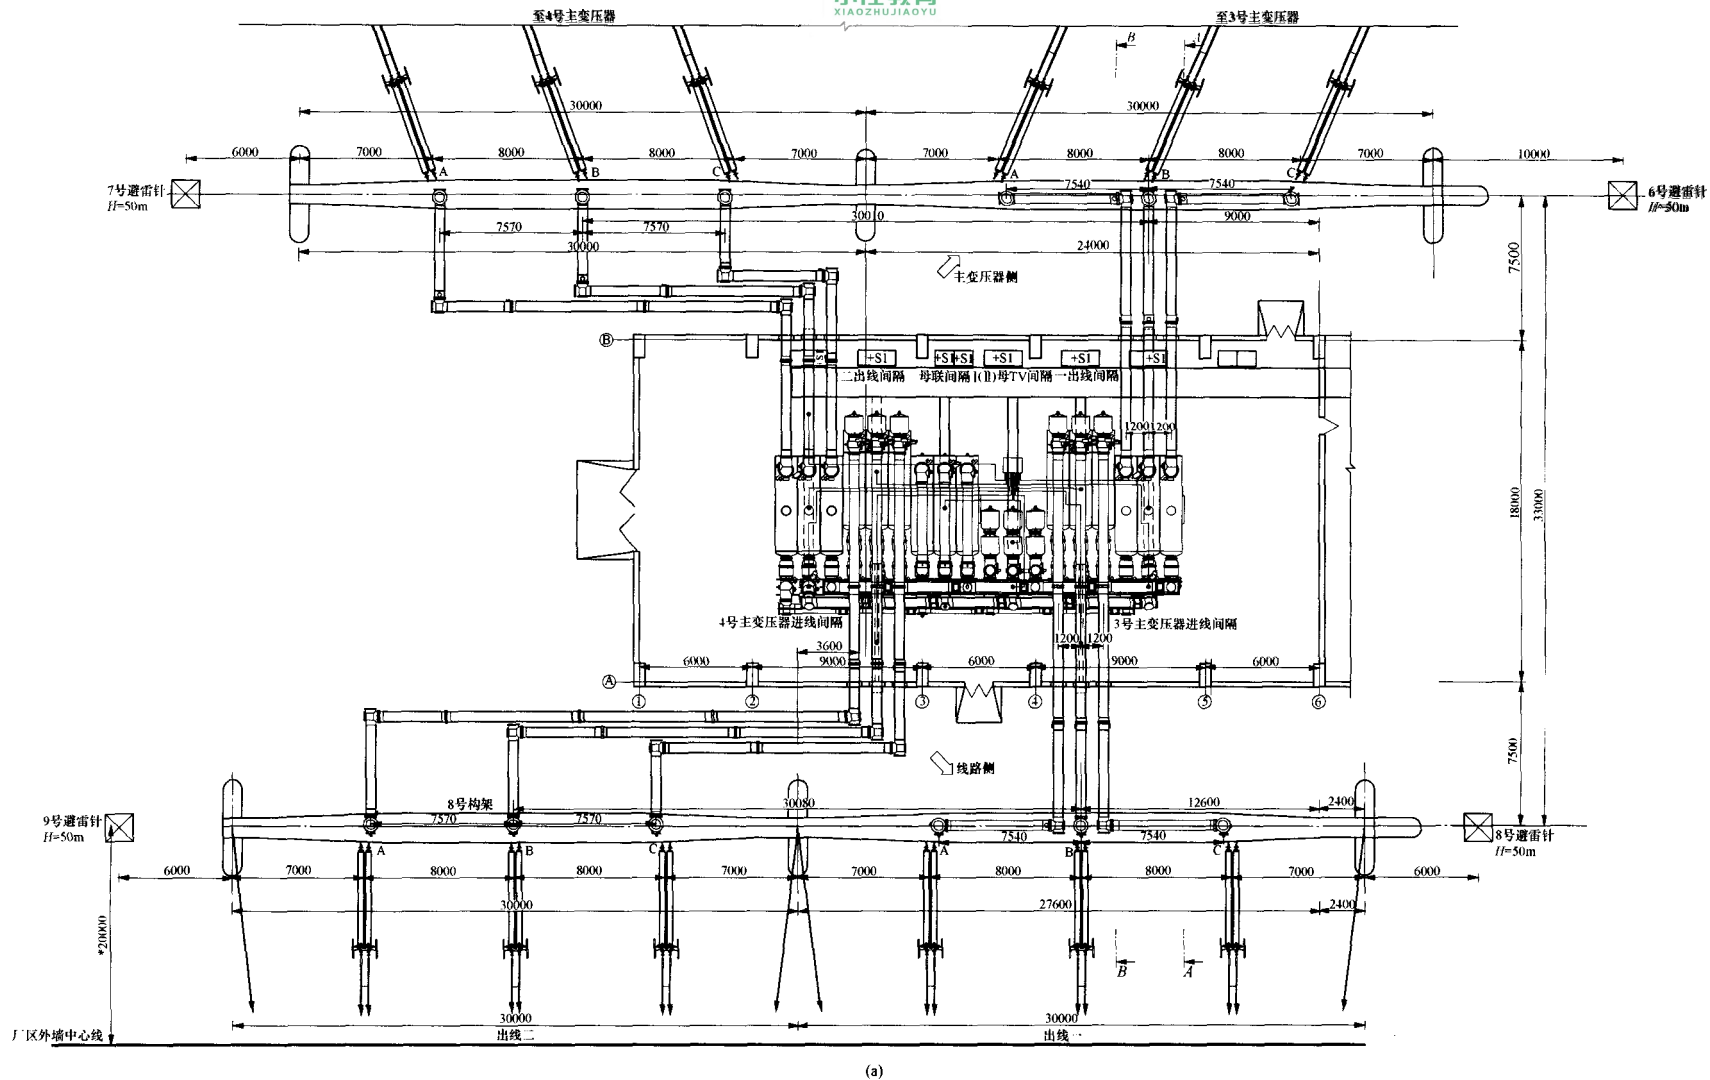 XIAOZHUJIAOYU
至4号主变压器
至3号主变压器
B
A
30000
30000
6000
7000
8000
8000
7000
7000
8000
8000
7000
10000
A
B
C
A
B
C
7号避雷针
H=50m
6号避雷针
H=50m
7540
7540
30010
9000
7570
7570
30000
24000
7500
主变压器侧
B
+S1
+S1
+S1
+S1
+S1
+S1
+S1
二出线间隔
母联间隔
I(II)母TV间隔
一出线间隔
1200
1200
18000
33000
4号主变压器进线间隔
3号主变压器进线间隔
3600
1200
1200
6000
9000
6000
9000
6000
A
1
2
3
4
5
6
线路侧
7500
8号构架
30080
12600
2400
9号避雷针
H=50m
7570
7570
7540
7540
8号避雷针
H=50m
A
B
C
A
B
C
6000
7000
8000
8000
7000
7000
8000
8000
7000
6000
30000
27600
2400
*20000
B
A
30000
30000
厂区外墙中心线
出线二
出线一
(a)